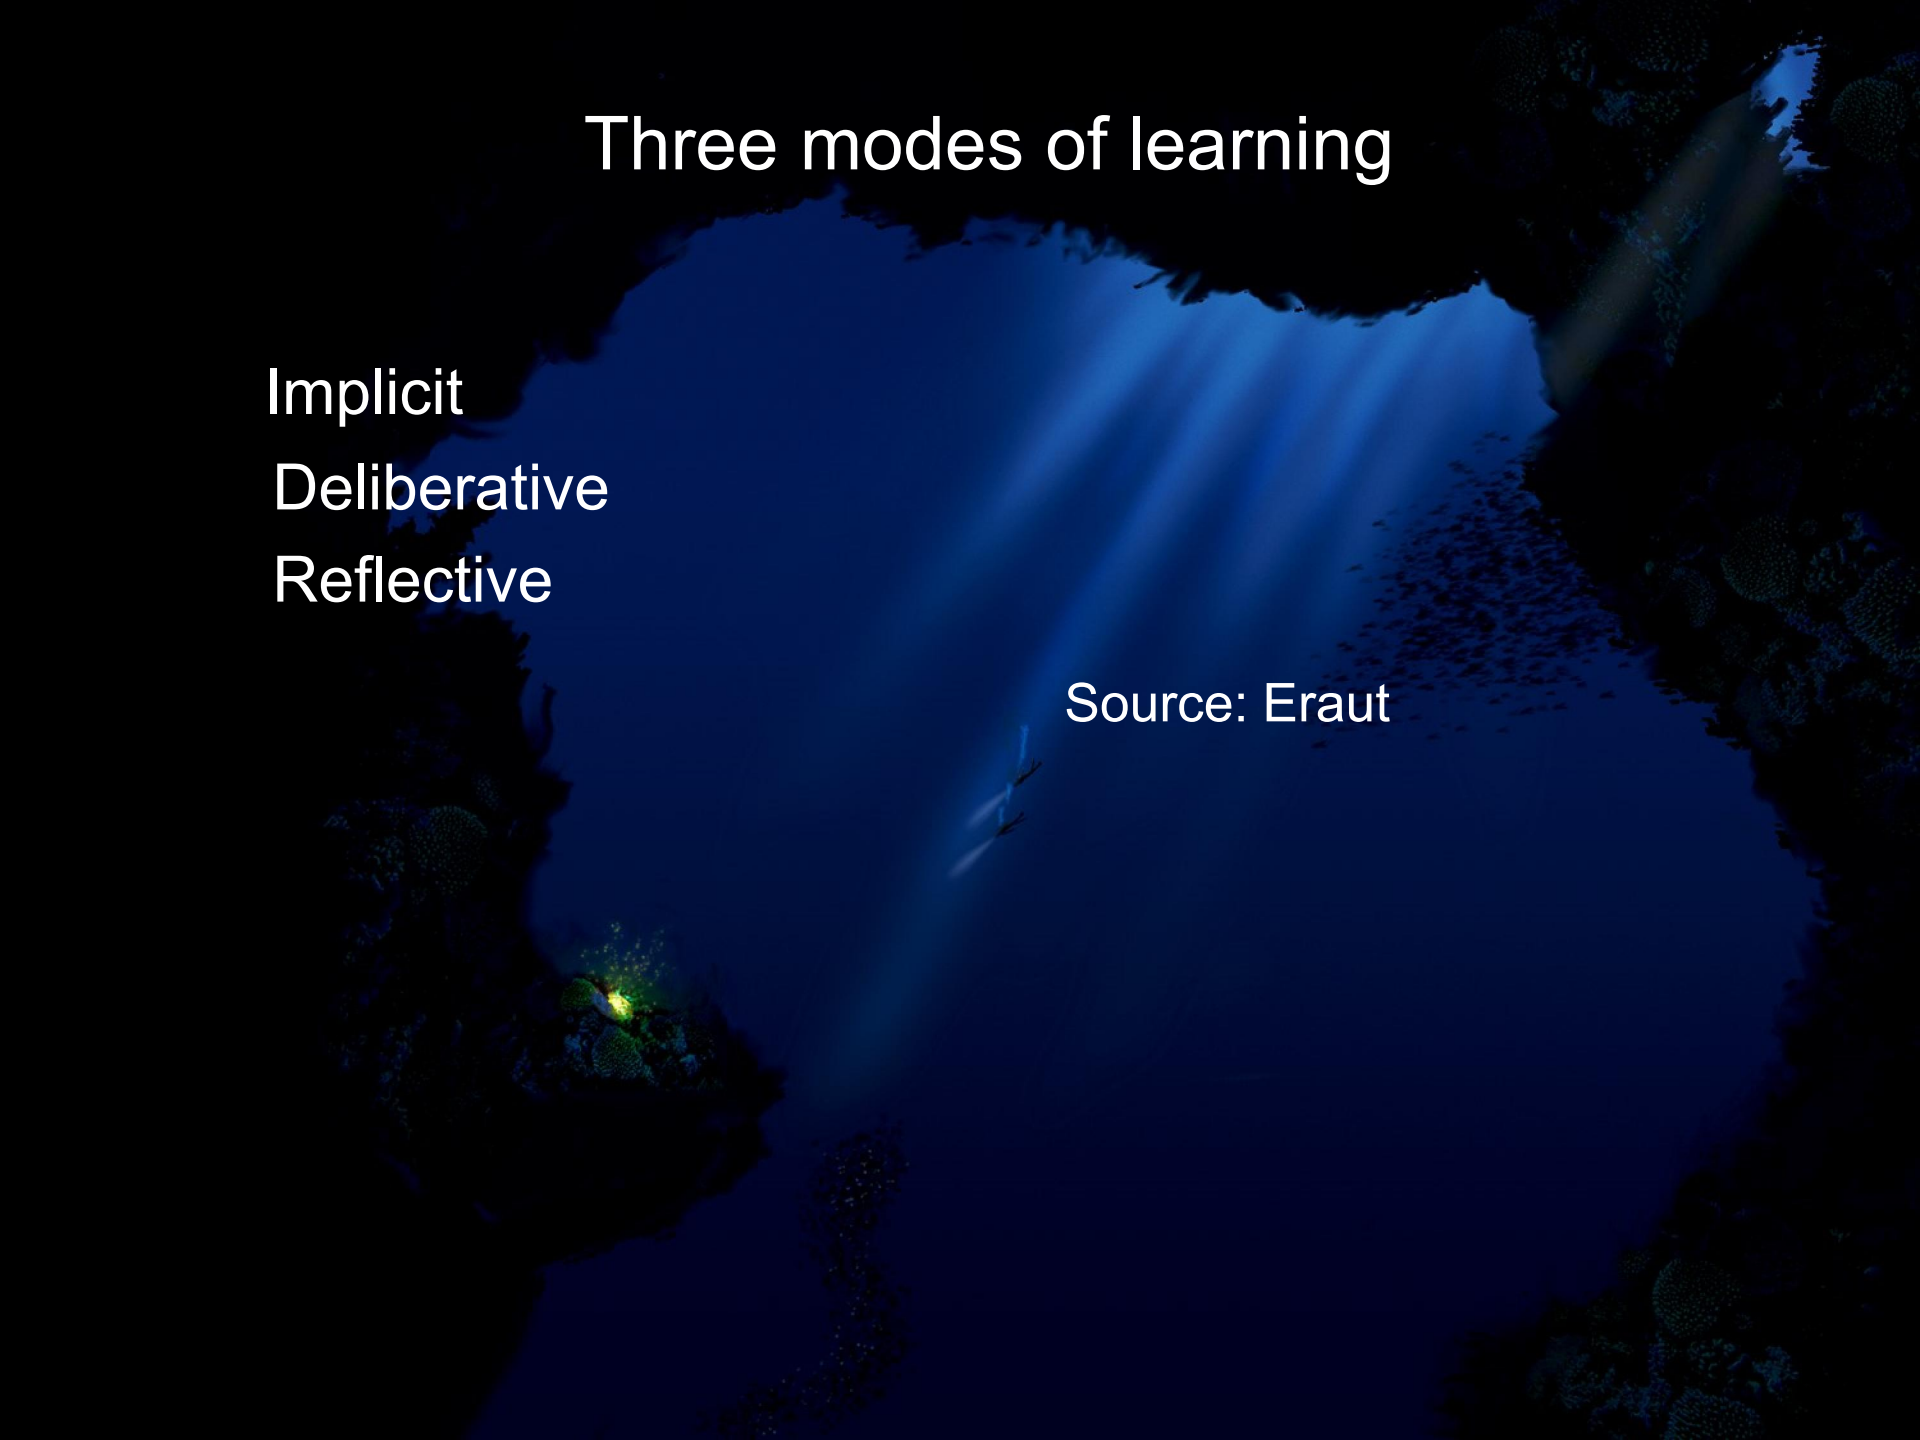 Three modes of learning
Implicit
Deliberative
Reflective
Source: Eraut